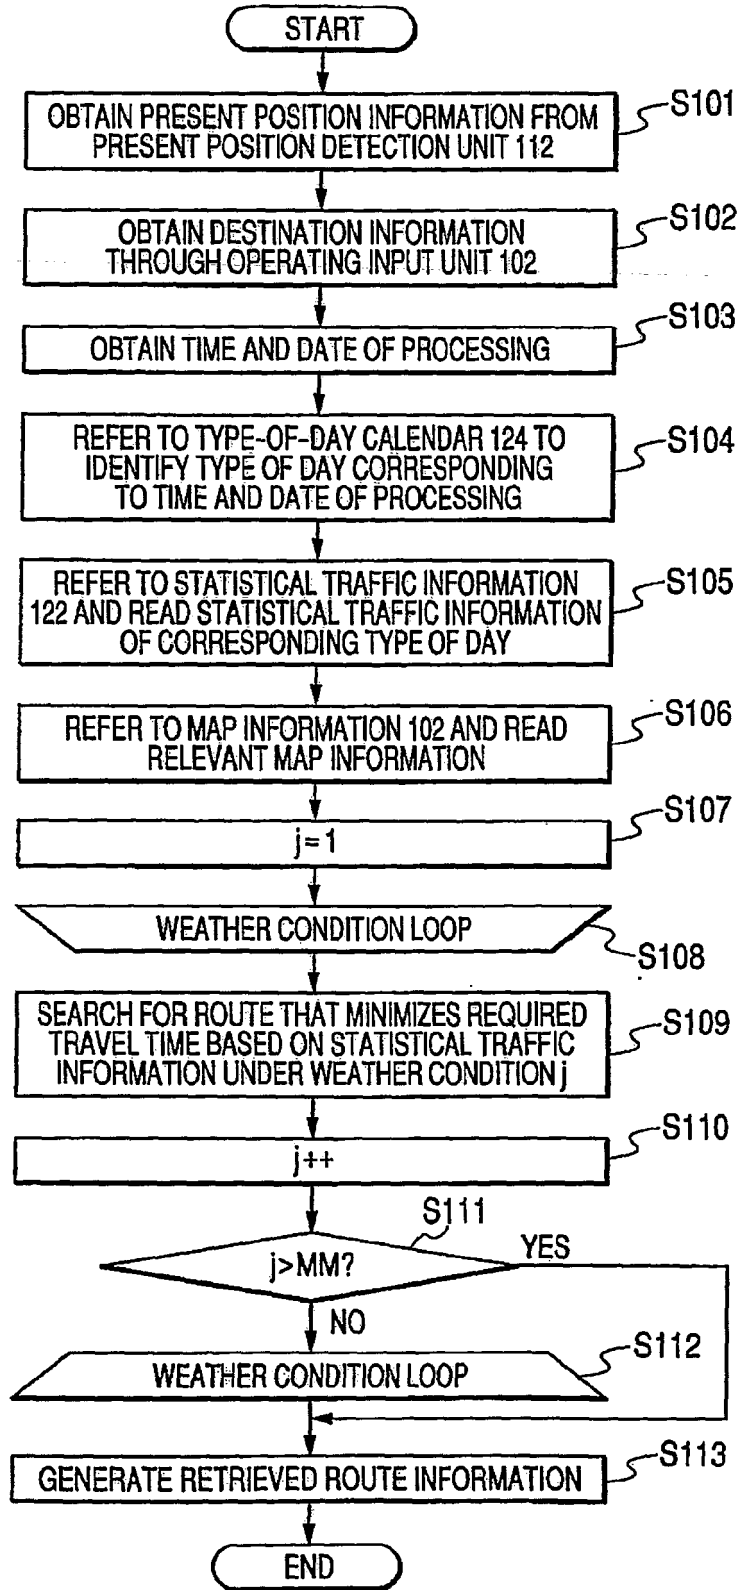 START
OBTAIN PRESENT POSITION INFORMATION FROM
PRESENT POSITION DETECTION UNIT 112
S101
OBTAIN DESTINATION INFORMATION
THROUGH OPERATING INPUT UNIT 102
S102
OBTAIN TIME AND DATE OF PROCESSING
S103
REFER TO TYPE-OF-DAY CALENDAR 124 TO
IDENTIFY TYPE OF DAY CORRESPONDING
TO TIME AND DATE OF PROCESSING
S104
REFER TO STATISTICAL TRAFFIC INFORMATION
122 AND READ STATISTICAL TRAFFIC INFORMATION
OF CORRESPONDING TYPE OF DAY
S105
REFER TO MAP INFORMATION 102 AND READ
RELEVANT MAP INFORMATION
S106
j=1
S107
WEATHER CONDITION LOOP
S108
SEARCH FOR ROUTE THAT MINIMIZES REQUIRED
TRAVEL TIME BASED ON STATISTICAL TRAFFIC
INFORMATION UNDER WEATHER CONDITION j
S109
j++
S110
j>MM?
S111
YES
NO
WEATHER CONDITION LOOP
S112
GENERATE RETRIEVED ROUTE INFORMATION
S113
END